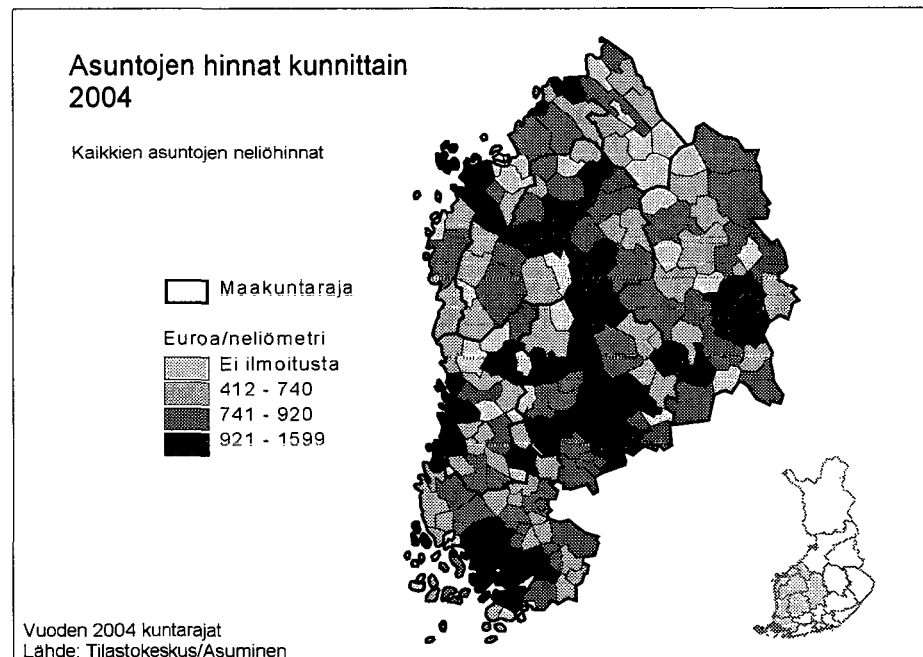 Asuntojen hinnat kunnittain
2004
Kaikkien asuntojen neliöhinnat
Maakuntaraja
Euroa/neliömetri
Ei ilmoitusta
412 - 740
741 - 920
921 - 1599
Vuoden 2004 kuntarajat
Lähde: Tilastokeskus/Asuminen